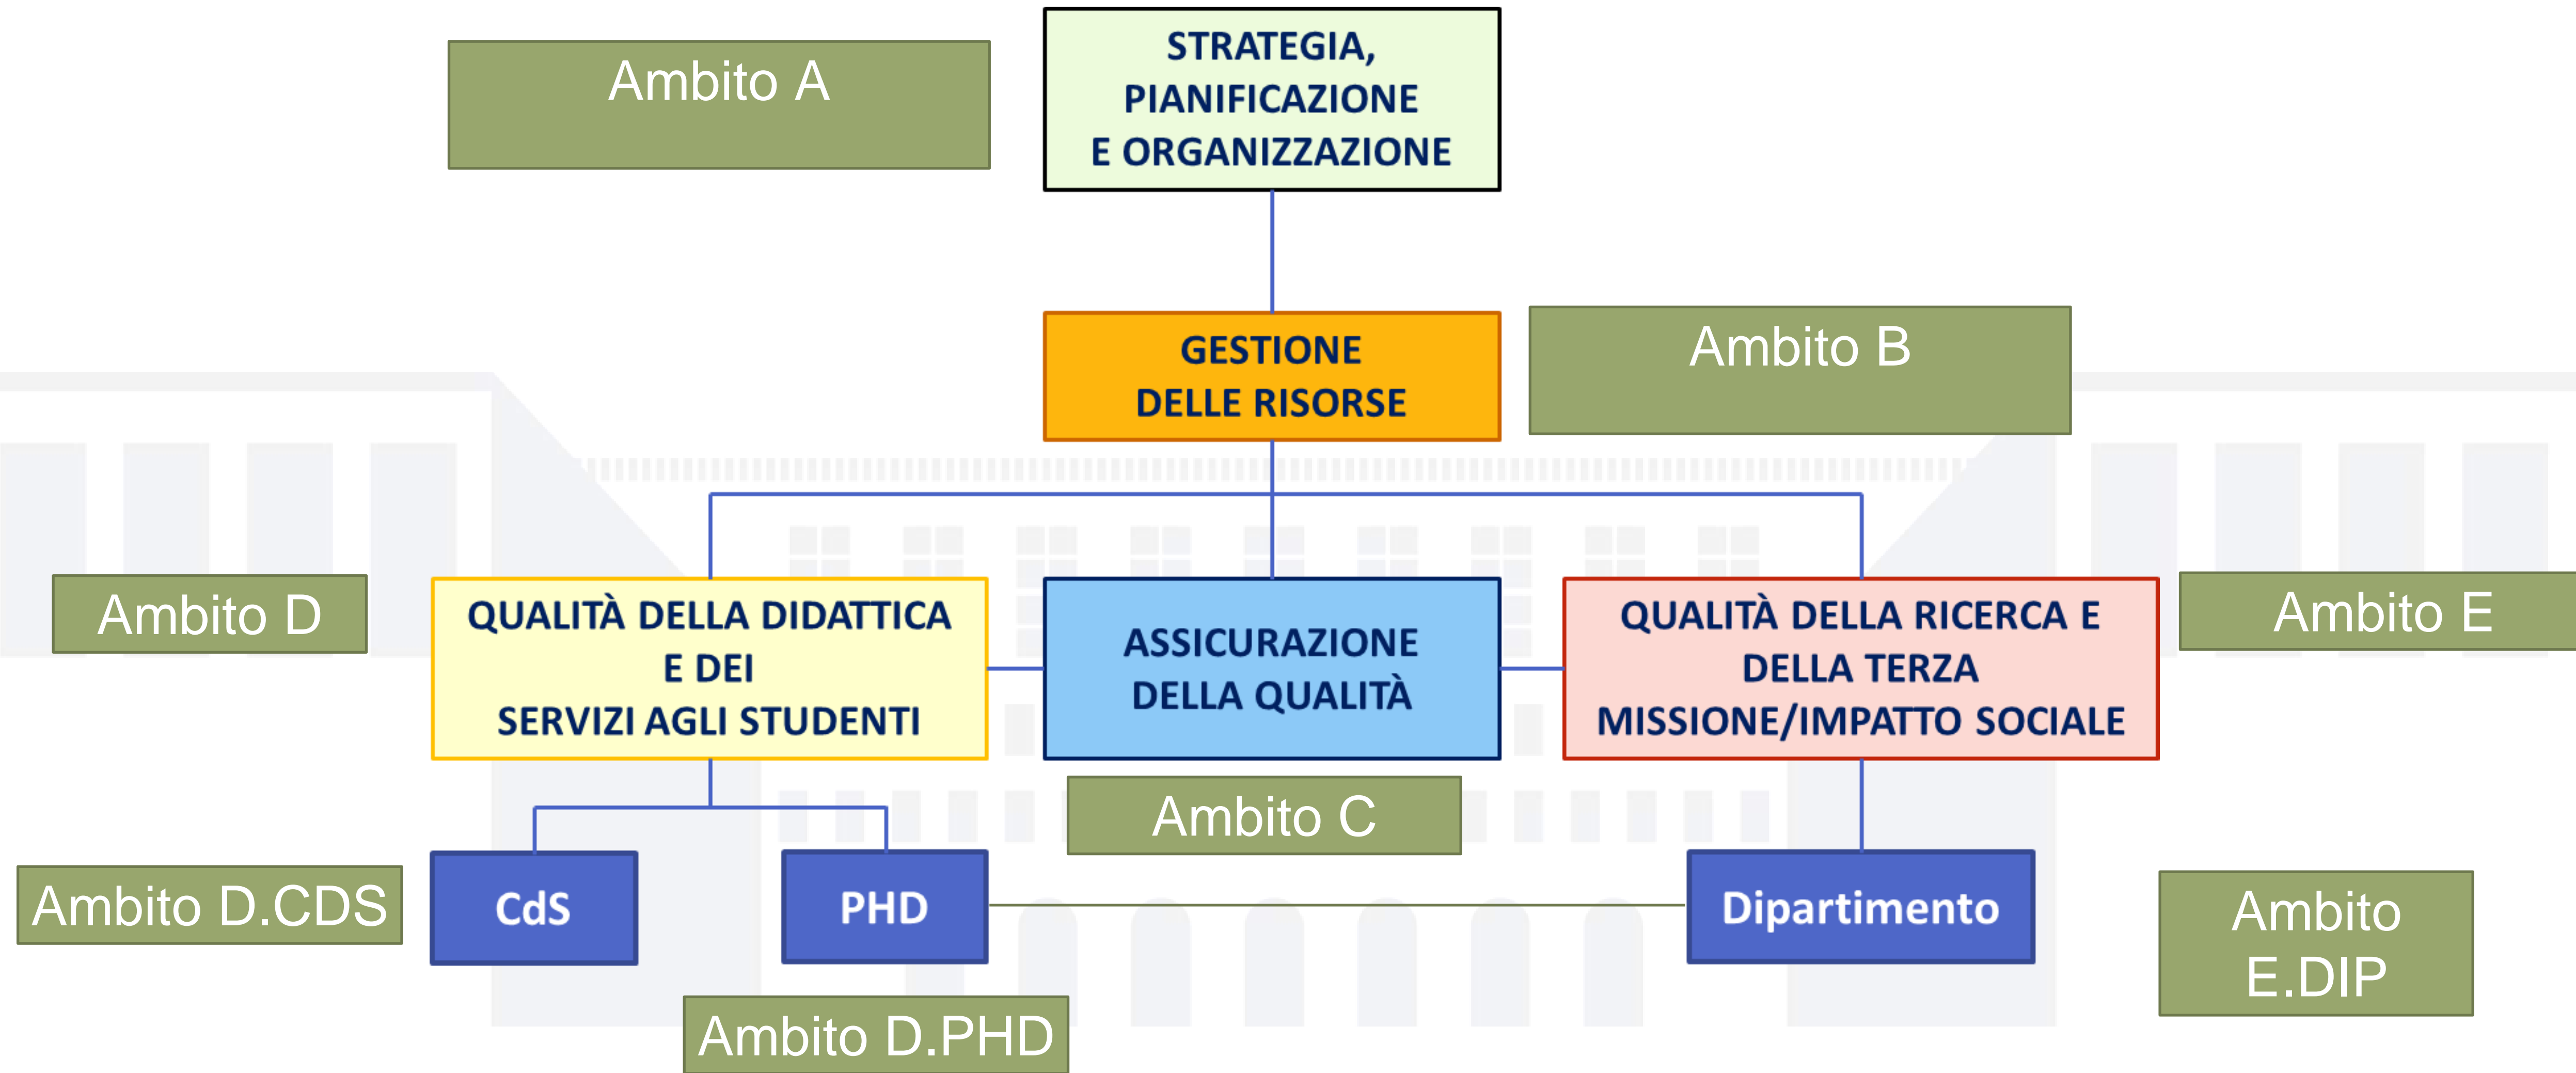 Ambito A
STRATEGIA,
PIANIFICAZIONE
E ORGANIZZAZIONE
GESTIONE
DELLE RISORSE
Ambito B
Ambito D
QUALITÀ DELLA DIDATTICA
E DEI
SERVIZI AGLI STUDENTI
ASSICURAZIONE
DELLA QUALITÀ
QUALITÀ DELLA RICERCA E
DELLA TERZA
MISSIONE/IMPATTO SOCIALE
Ambito E
Ambito C
Ambito D.CDS
CdS
PHD
Dipartimento
Ambito
E.DIP
Ambito D.PHD